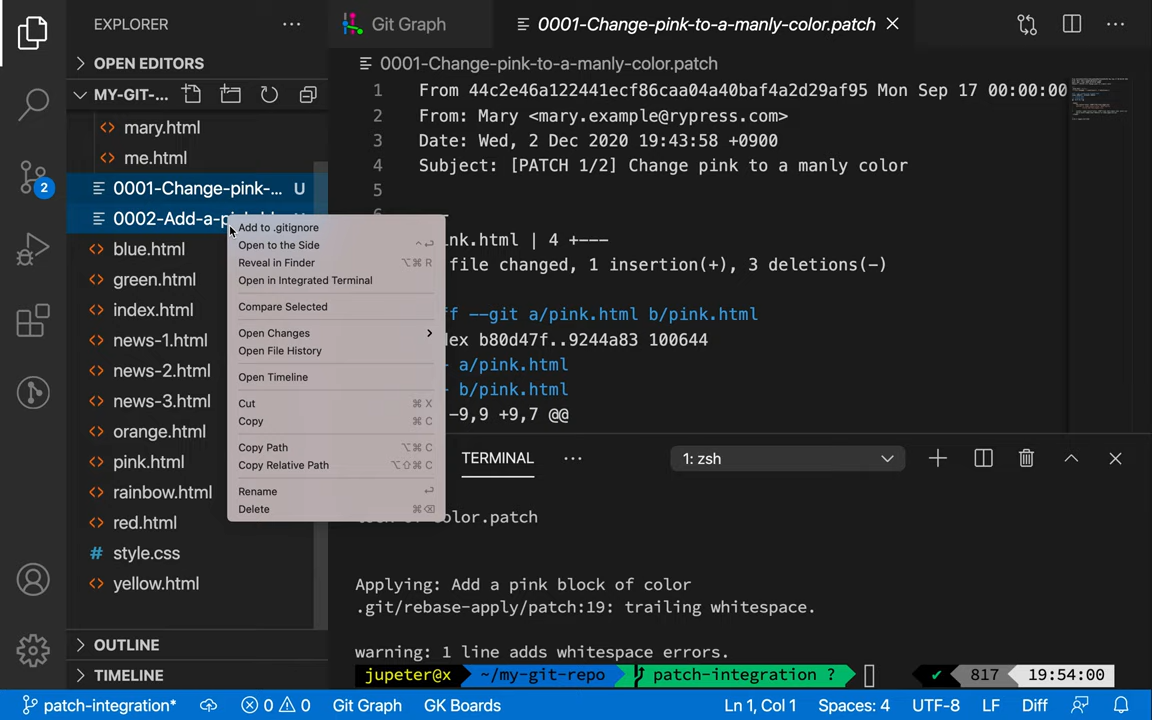 EXPLORER
OPEN EDITORS
MY-GIT-...
mary.html
me.html
0001-Change-pink-... U
0002-Add-a-
blue.html
green.html
index.html
news-1.html
news-2.html
news-3.html
orange.html
pink.html
rainbow.html
red.html
style.css
yellow.html
OUTLINE
TIMELINE
2
Add to .gitignore
Open to the Side ^↩
Reveal in Finder ⌥⌘ R
Open in Integrated Terminal
Compare Selected
Open Changes
Open File History
Open Timeline
Cut ⌘ X
Copy ⌘ C
Copy Path ⌥⌘ C
Copy Relative Path ⌥⇧⌘ C
Rename ↩
Delete ⌘⌫
Git Graph
0001-Change-pink-to-a-manly-color.patch
0001-Change-pink-to-a-manly-color.patch
1 From 44c2e46a122441ecf86caa04a40baf4a2d29af95 Mon Sep 17 00:00:00
2 From: Mary <mary.example@rypress.com>
3 Date: Wed, 2 Dec 2020 19:43:58 +0900
4 Subject: [PATCH 1/2] Change pink to a manly color
5
nk.html | 4 +---
file changed, 1 insertion(+), 3 deletions(-)
ff --git a/pink.html b/pink.html
dex b80d47f..9244a83 100644
a/pink.html
b/pink.html
-9,9 +9,7 @@
TERMINAL
1: zsh
color.patch
Applying: Add a pink block of color
.git/rebase-apply/patch:19: trailing whitespace.
warning: 1 line adds whitespace errors.
jupeter@x ~/my-git-repo patch-integration ? ✔ 817 19:54:00
patch-integration* 0 0 Git Graph GK Boards Ln 1, Col 1 Spaces: 4 UTF-8 LF Diff